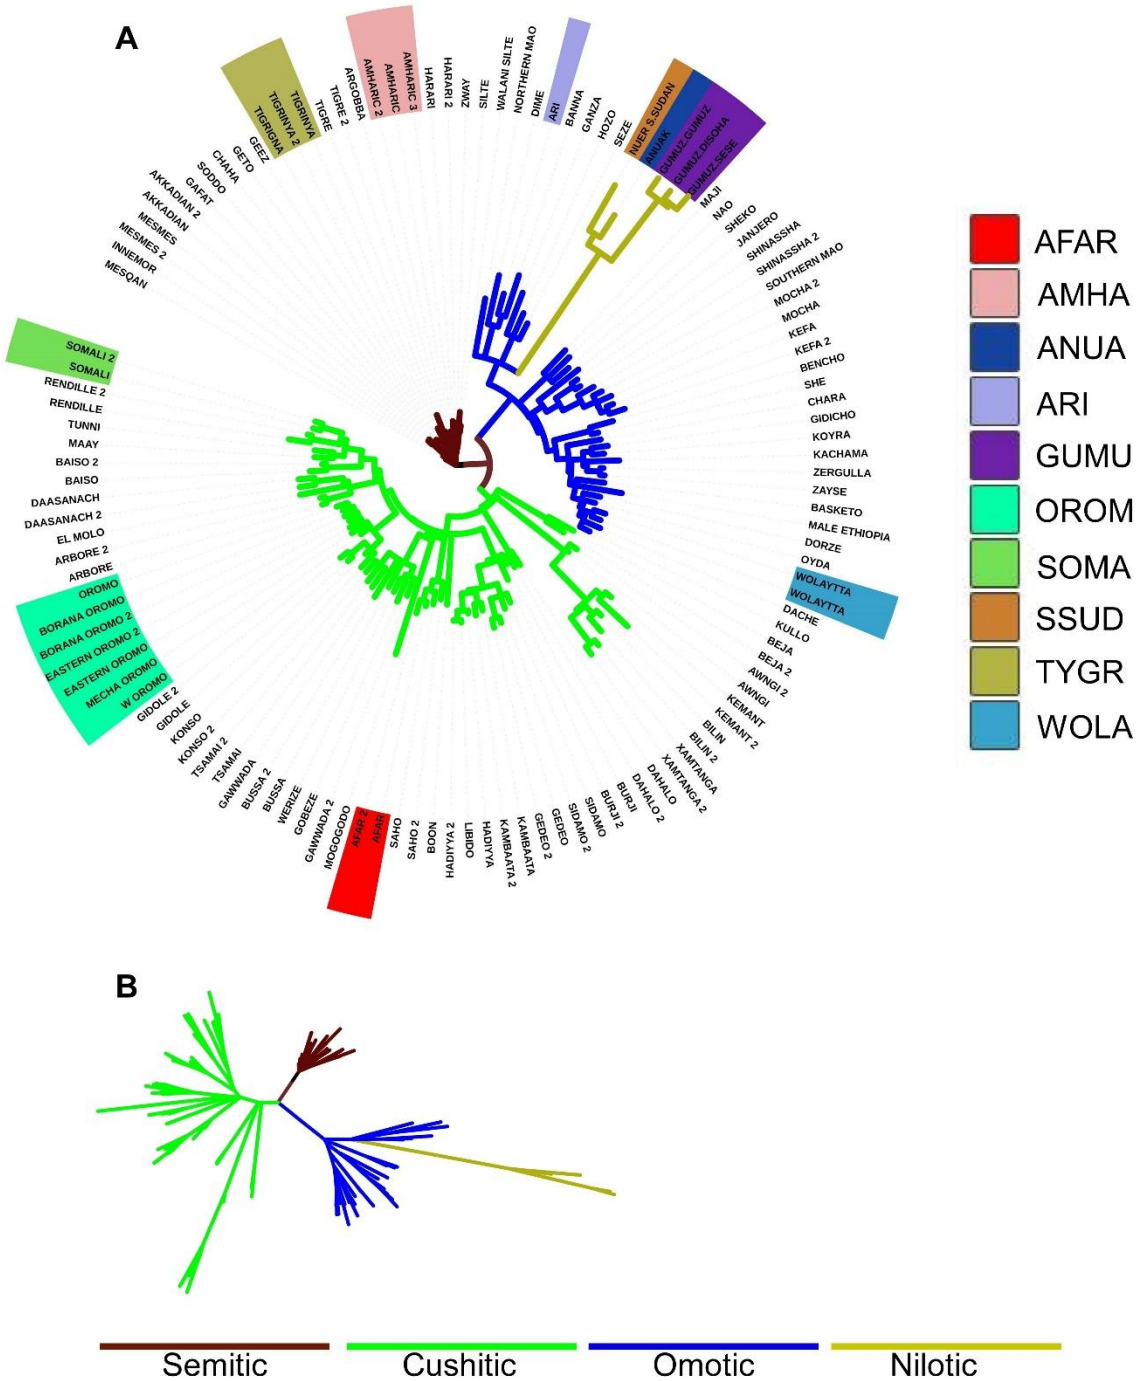 A
MESQAN
INNEMOR
MESMES 2
MESMES
AKKADIAN
AKKADIAN 2
GAFAT
SODDO
CHAHA
GETO
GEEZ
TIGRIGNA
TIGRINYA 2
TIGRINYA
TIGRE
TIGRE 2
ARGOBBA
AMHARIC 2
AMHARIC
AMHARIC 3
HARARI
HARARI 2
ZWAY
SILTE
WALANI SILTE
NORTHERN MAO
DIME
ARI
BANNA
GANZA
HOZO
SEZE
NUER S.SUDAN
ANUAK
GUMUZ.GUMUZ
GUMUZ.DISOHA
GUMUZ.SESE
MAJI
NAO
SHEKO
JANJERO
SHINASSHA
SHINASSHA 2
SOUTHERN MAO
MOCHA 2
MOCHA
KEFA
KEFA 2
BENCHO
SHE
CHARA
GIDICHO
KOYRA
KACHAMA
ZERGULLA
ZAYSE
BASKETO
MALE ETHIOPIA
DORZE
OYDA
WOLAYTTA
WOLAYTTA
DACHE
KULLO
BEJA
BEJA 2
AWNGI 2
AWNGI
KEMANT
KEMANT 2
BILIN
BILIN 2
XAMTANGA
XAMTANGA 2
DAHALO
DAHALO 2
BURJI
BURJI 2
SIDAMO
SIDAMO 2
GEDEO
GEDEO 2
KAMBAATA
KAMBAATA 2
HADIYYA
LIBIDO
HADIYYA 2
BOON
SAHO 2
SAHO
AFAR
AFAR 2
MOGOGODO
GAWWADA 2
GOBEZE
WERIZE
BUSSA
BUSSA 2
GAWWADA
TSAMAI
TSAMAI 2
KONSO 2
KONSO
GIDOLE
GIDOLE 2
W OROMO
MECHA OROMO
EASTERN OROMO
EASTERN OROMO 2
BORANA OROMO 2
BORANA OROMO
OROMO
ARBORE
ARBORE 2
EL MOLO
DAASANACH 2
DAASANACH
BAISO
BAISO 2
MAAY
TUNNI
RENDILLE
RENDILLE 2
SOMALI
SOMALI 2
AFAR
AMHA
ANUA
ARI
GUMU
OROM
SOMA
SSUD
TYGR
WOLA
B
Semitic
Cushitic
Omotic
Nilotic